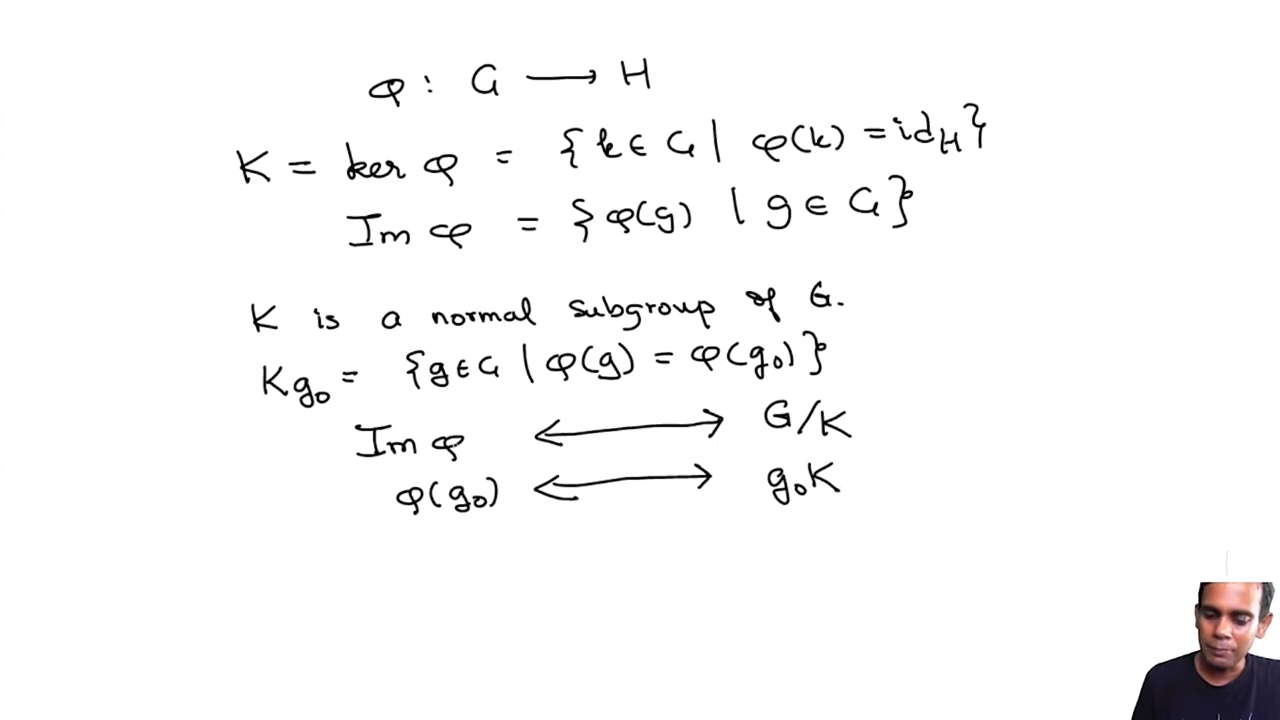 φ : G ⟶ H
K = ker φ = {k ∈ G | φ(k) = id_H}
Im φ = {φ(g) | g ∈ G}
K is a normal subgroup of G.
Kg₀ = {g ∈ G | φ(g) = φ(g₀)}
Im φ ⟷ G/K
φ(g₀) ⟷ g₀K